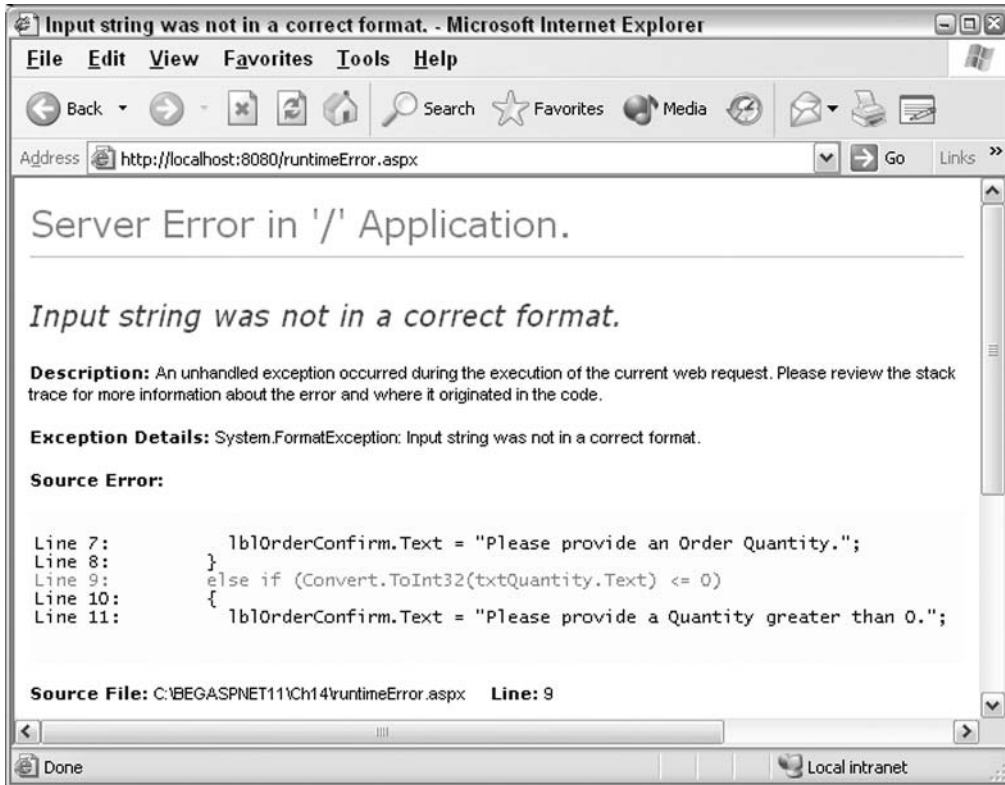 Input string was not in a correct format. - Microsoft Internet Explorer
File Edit View Favorites Tools Help
Back Search Favorites Media
Address http://localhost:8080/runtimeError.aspx Go Links »
Server Error in '/' Application.
Input string was not in a correct format.
Description: An unhandled exception occurred during the execution of the current web request. Please review the stack
trace for more information about the error and where it originated in the code.
Exception Details: System.FormatException: Input string was not in a correct format.
Source Error:
Line 7: lblOrderConfirm.Text = "Please provide an Order Quantity.";
Line 8: }
Line 9: else if (Convert.ToInt32(txtQuantity.Text) <= 0)
Line 10: {
Line 11: lblOrderConfirm.Text = "Please provide a Quantity greater than 0.";
Source File: C:\BEGASPNET11\Ch14\runtimeError.aspx Line: 9
Done Local intranet